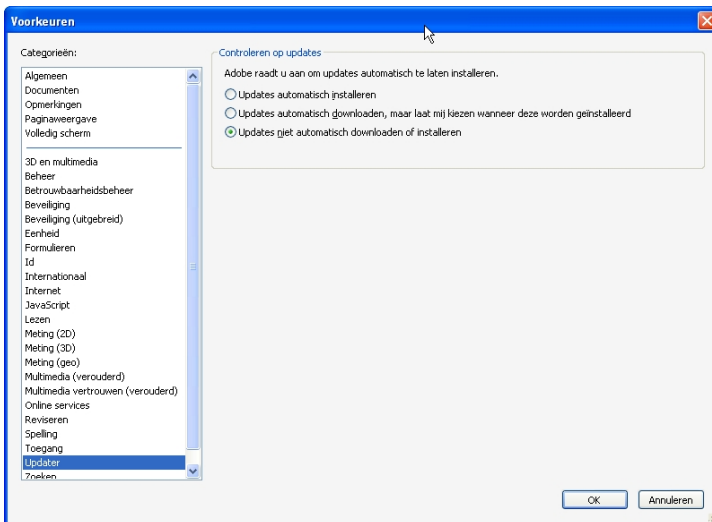 Voorkeuren
Categorieën:
Algemeen
Documenten
Opmerkingen
Paginaweergave
Volledig scherm
3D en multimedia
Beheer
Betrouwbaarheidsbeheer
Beveiliging
Beveiliging (uitgebreid)
Eenheid
Formulieren
Id
Internationaal
Internet
JavaScript
Lezen
Meting (2D)
Meting (3D)
Meting (geo)
Multimedia (verouderd)
Multimedia vertrouwen (verouderd)
Online services
Reviseren
Spelling
Toegang
Updater
Zoeken
Controleren op updates
Adobe raadt u aan om updates automatisch te laten installeren.
Updates automatisch installeren
Updates automatisch downloaden, maar laat mij kiezen wanneer deze worden geïnstalleerd
Updates niet automatisch downloaden of installeren
OK
Annuleren